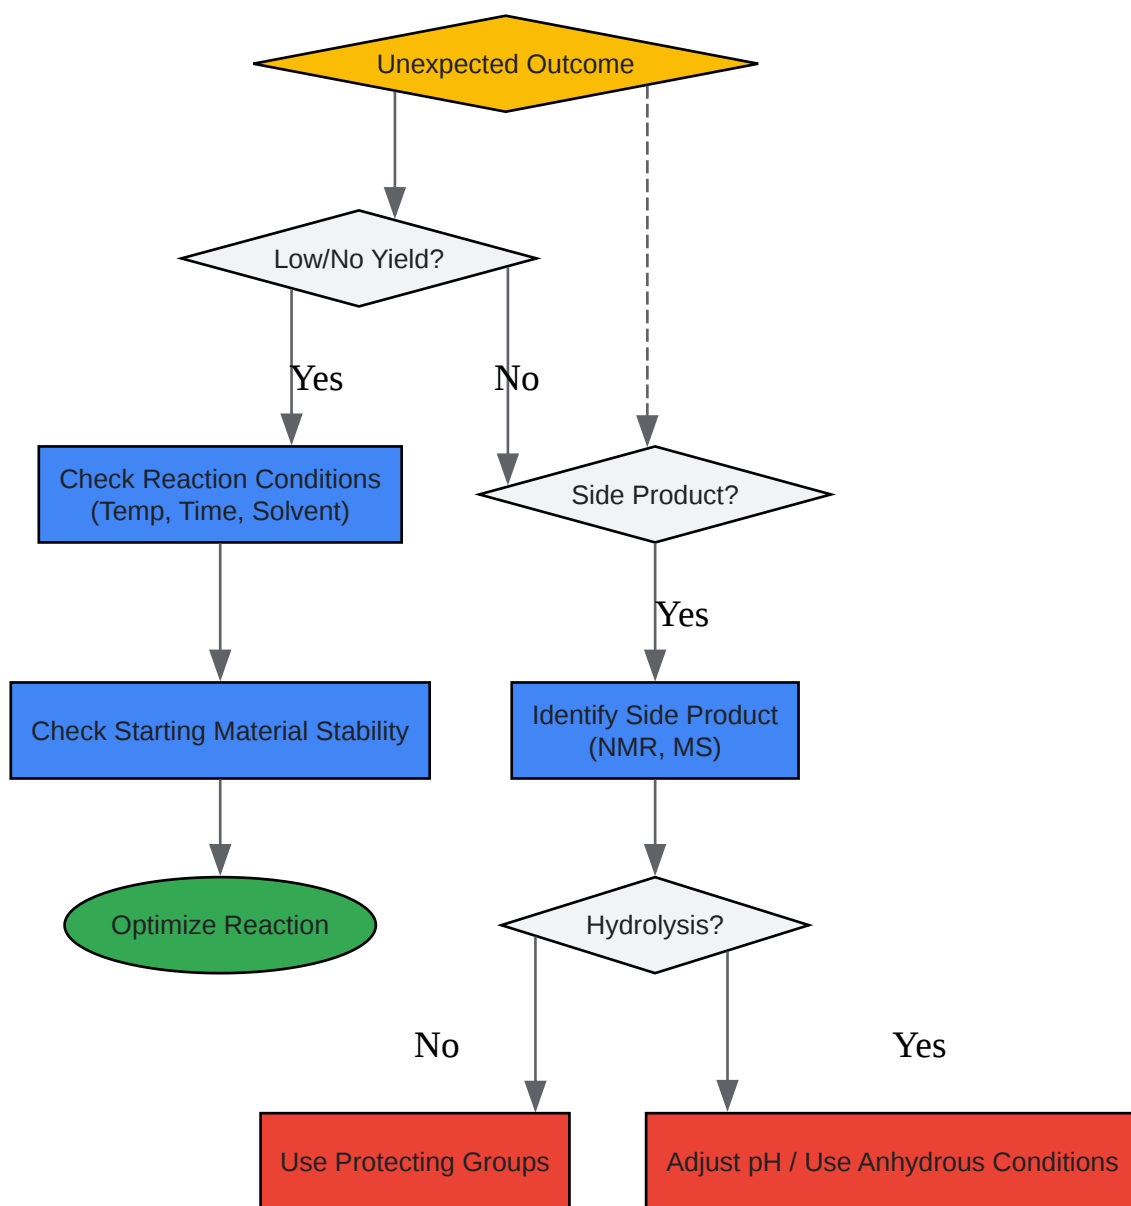 Unexpected Outcome
Low/No Yield?
Yes
No
Check Reaction Conditions
(Temp, Time, Solvent)
Side Product?
Yes
Check Starting Material Stability
Identify Side Product
(NMR, MS)
Optimize Reaction
Hydrolysis?
No
Yes
Use Protecting Groups
Adjust pH / Use Anhydrous Conditions